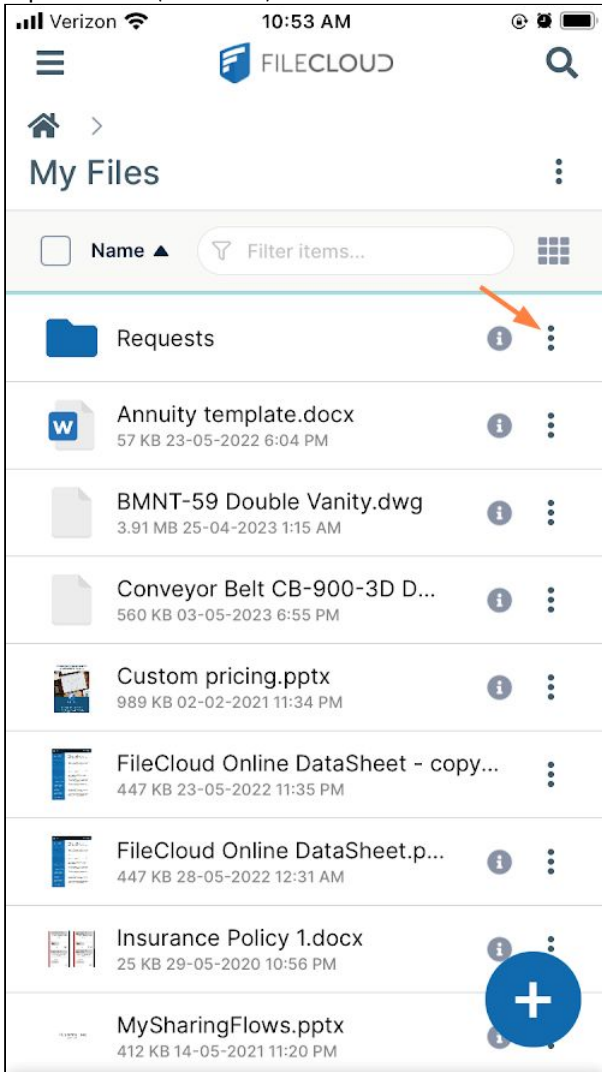 Verizon 10:53 AM
FILECLOUD
My Files
Name Filter items...
Requests
Annuity template.docx
57 KB 23-05-2022 6:04 PM
BMNT-59 Double Vanity.dwg
3.91 MB 25-04-2023 1:15 AM
Conveyor Belt CB-900-3D D...
560 KB 03-05-2023 6:55 PM
Custom pricing.pptx
989 KB 02-02-2021 11:34 PM
FileCloud Online DataSheet - copy...
447 KB 23-05-2022 11:35 PM
FileCloud Online DataSheet.p...
447 KB 28-05-2022 12:31 AM
Insurance Policy 1.docx
25 KB 29-05-2020 10:56 PM
MySharingFlows.pptx
412 KB 14-05-2021 11:20 PM